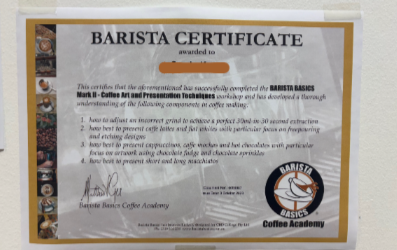 BARISTA CERTIFICATE
awarded to
This certifies that the aforementioned has successfully completed the BARISTA BASICS
Mark II - Coffee Art and Presentation Techniques workshop and has developed a thorough
understanding of the following components in coffee making:
1. how to adjust an incorrect grind to achieve a perfect 30ml in 30 second extraction
2. how best to present caffe lattes and flat whites with particular focus on freepouring
and etching designs
3. how best to present cappuccinos, caffe mochas and hot chocolates with particular
focus on artwork using chocolate fudge and chocolate sprinkles
4. how best to present short and long macchiatos
Barista Basics Coffee Academy
BARISTA
BASICS
Coffee Academy